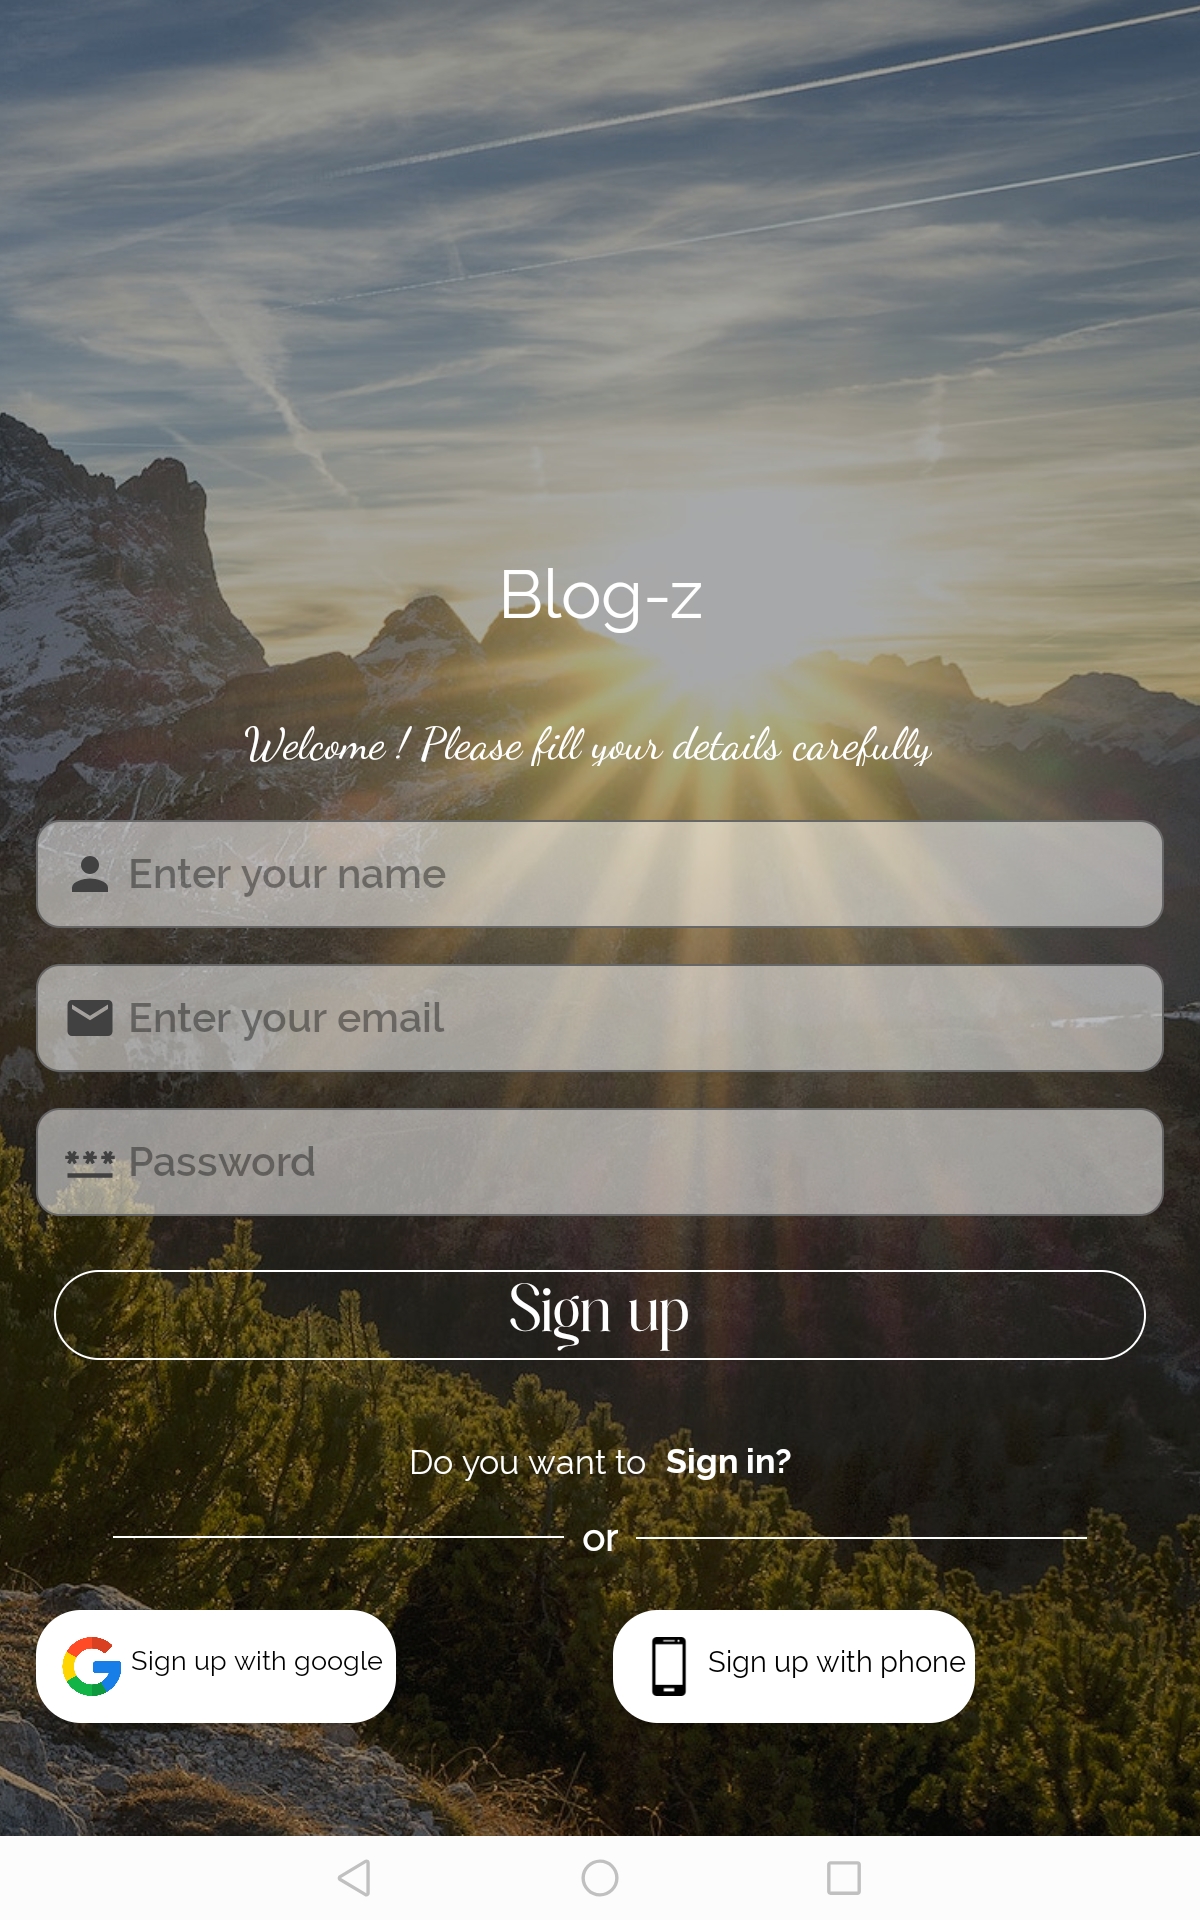 Blog-z
Welcome ! Please fill your details carefully
Enter your name
Enter your email
*** Password
Sign up
Do you want to Sign in?
or
Sign up with google
Sign up with phone